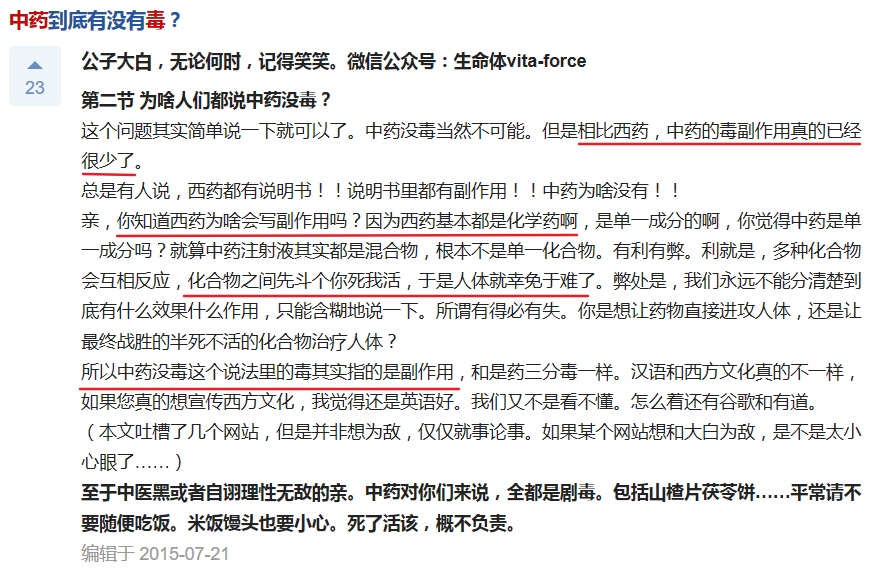 中药到底有没有毒？
23
公子大白，无论何时，记得笑笑。微信公众号：生命体vita-force
第二节 为啥人们都说中药没毒？
这个问题其实简单说一下就可以了。中药没毒当然不可能。但是相比西药，中药的毒副作用真的已经
很少了。
总是有人说，西药都有说明书！！说明书里都有副作用！！中药为啥没有！！
亲，你知道西药为啥会写副作用吗？因为西药基本都是化学药啊，是单一成分的啊，你觉得中药是单
一成分吗？就算中药注射液其实都是混合物，根本不是单一化合物。有利有弊。利就是，多种化合物
会互相反应，化合物之间先斗个你死我活，于是人体就幸免于难了。弊处是，我们永远不能分清楚到
底有什么效果什么作用，只能含糊地说一下。所谓有得必有失。你是想让药物直接进攻人体，还是让
最终战胜的半死不活的化合物治疗人体？
所以中药没毒这个说法里的毒其实指的是副作用，和是药三分毒一样。汉语和西方文化真的不一样，
如果您真的想宣传西方文化，我觉得还是英语好。我们又不是看不懂。怎么着还有谷歌和有道。
（本文吐槽了几个网站，但是并非想为敌，仅仅就事论事。如果某个网站想和大白为敌，是不是太小
心眼了……）
至于中医黑或者自诩理性无敌的亲。中药对你们来说，全都是剧毒。包括山楂片茯苓饼……平常请不
要随便吃饭。米饭馒头也要小心。死了活该，概不负责。
编辑于 2015-07-21